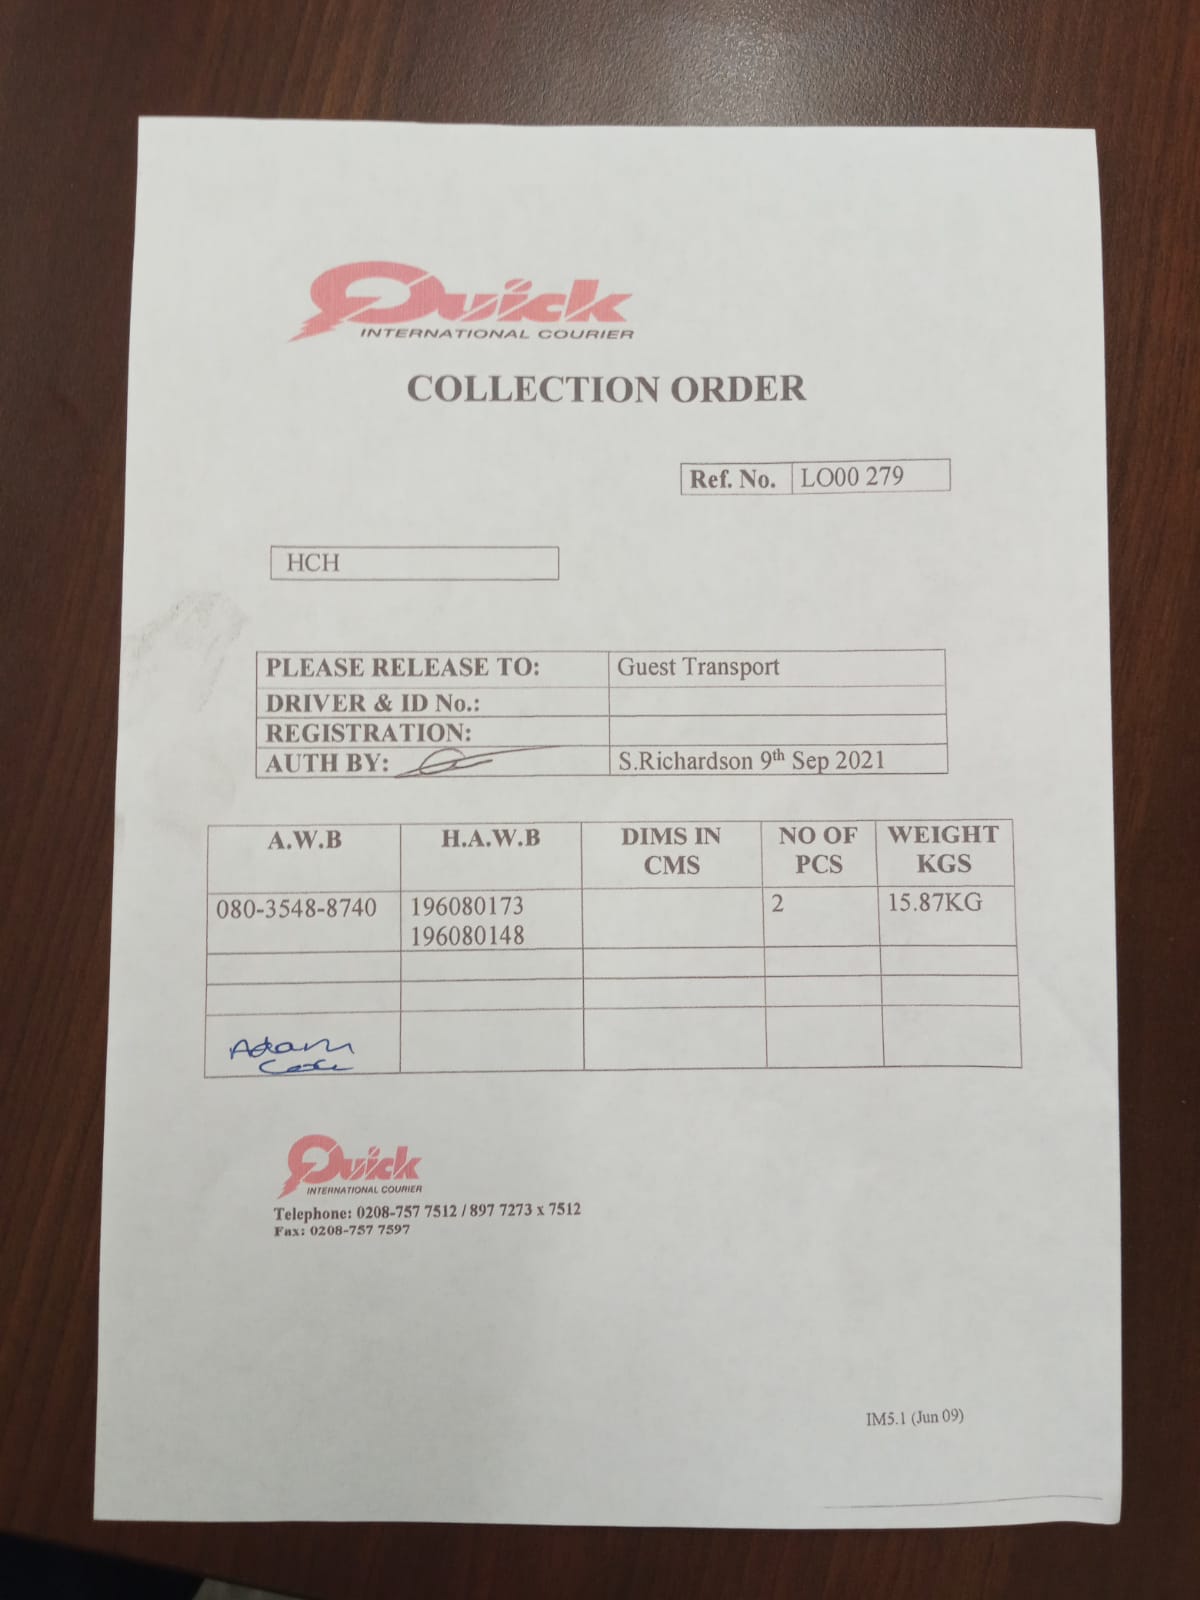 Quick
INTERNATIONAL COURIER
COLLECTION ORDER
Ref. No. LO00 279
HCH
PLEASE RELEASE TO: Guest Transport
DRIVER & ID No.:
REGISTRATION:
AUTH BY: S.Richardson 9th Sep 2021
A.W.B H.A.W.B DIMS IN CMS NO OF PCS WEIGHT KGS
080-3548-8740 196080173 2 15.87KG
196080148
Adam
Quick
INTERNATIONAL COURIER
Telephone: 0208-757 7512 / 897 7273 x 7512
Fax: 0208-757 7597
IM5.1 (Jun 09)